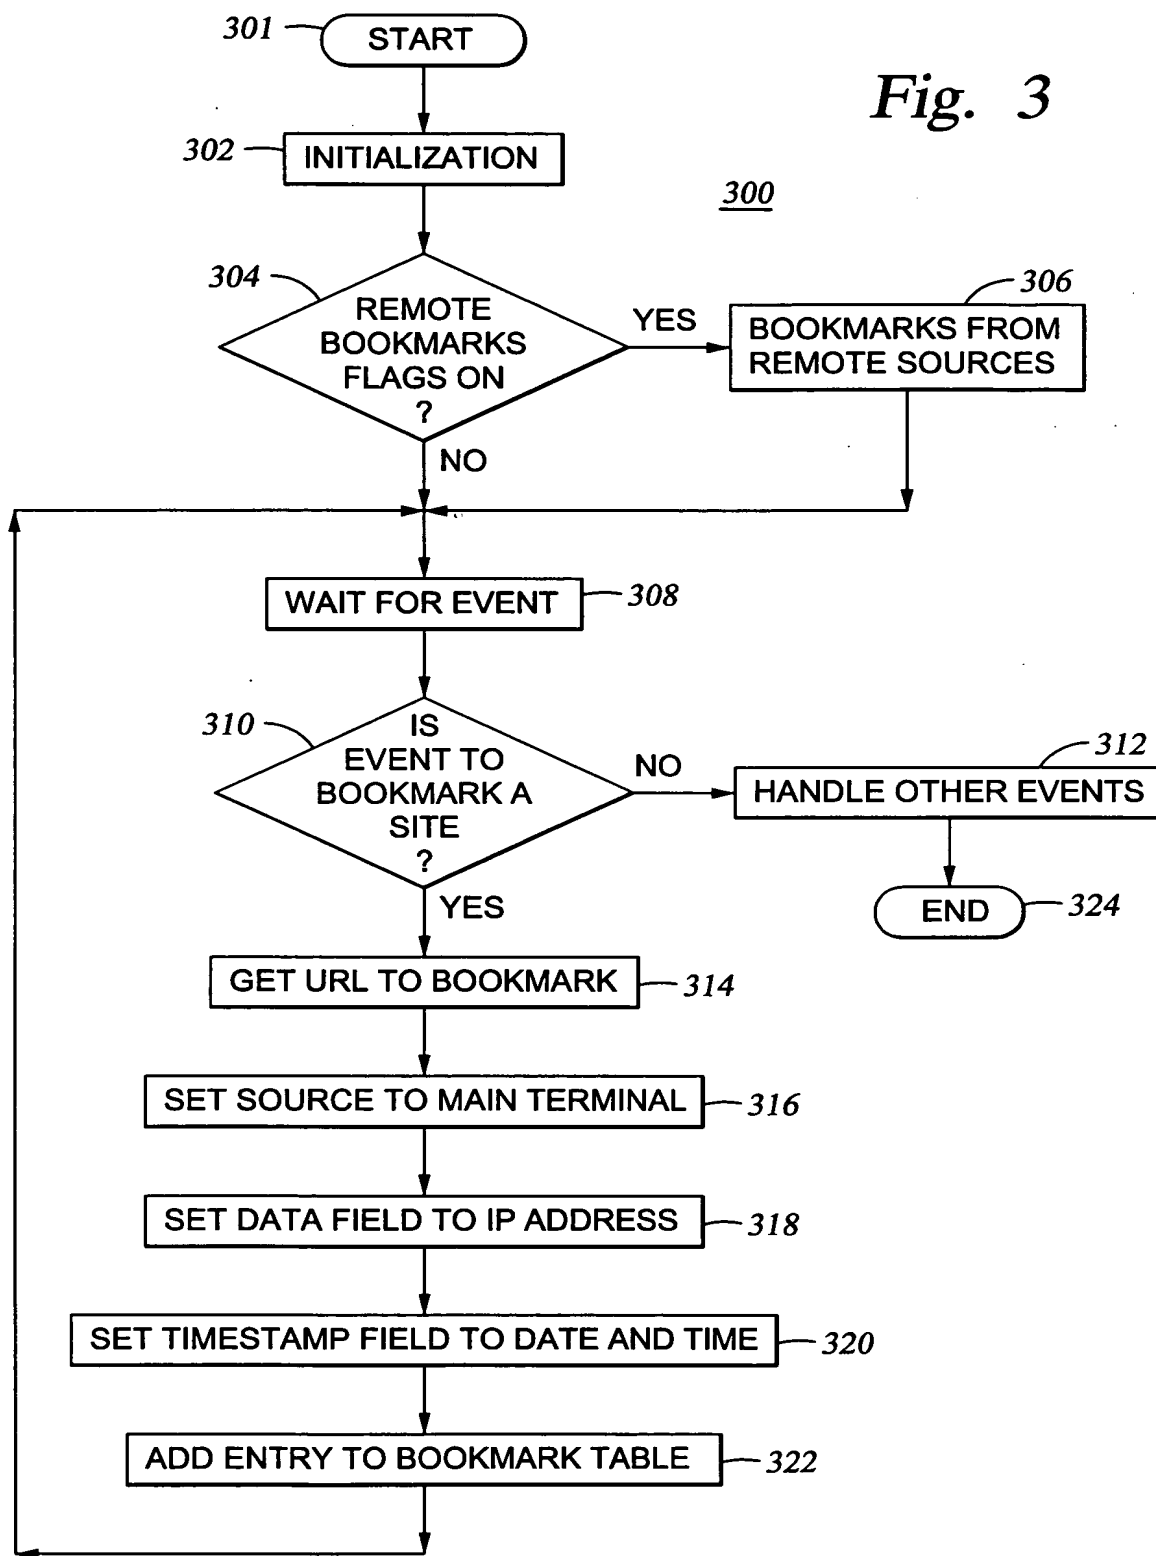 301
START
Fig. 3
302
INITIALIZATION
300
304
REMOTE
BOOKMARKS
FLAGS ON
?
YES
306
BOOKMARKS FROM
REMOTE SOURCES
NO
WAIT FOR EVENT
308
310
IS
EVENT TO
BOOKMARK A
SITE
?
NO
312
HANDLE OTHER EVENTS
YES
END
324
GET URL TO BOOKMARK
314
SET SOURCE TO MAIN TERMINAL
316
SET DATA FIELD TO IP ADDRESS
318
SET TIMESTAMP FIELD TO DATE AND TIME
320
ADD ENTRY TO BOOKMARK TABLE
322